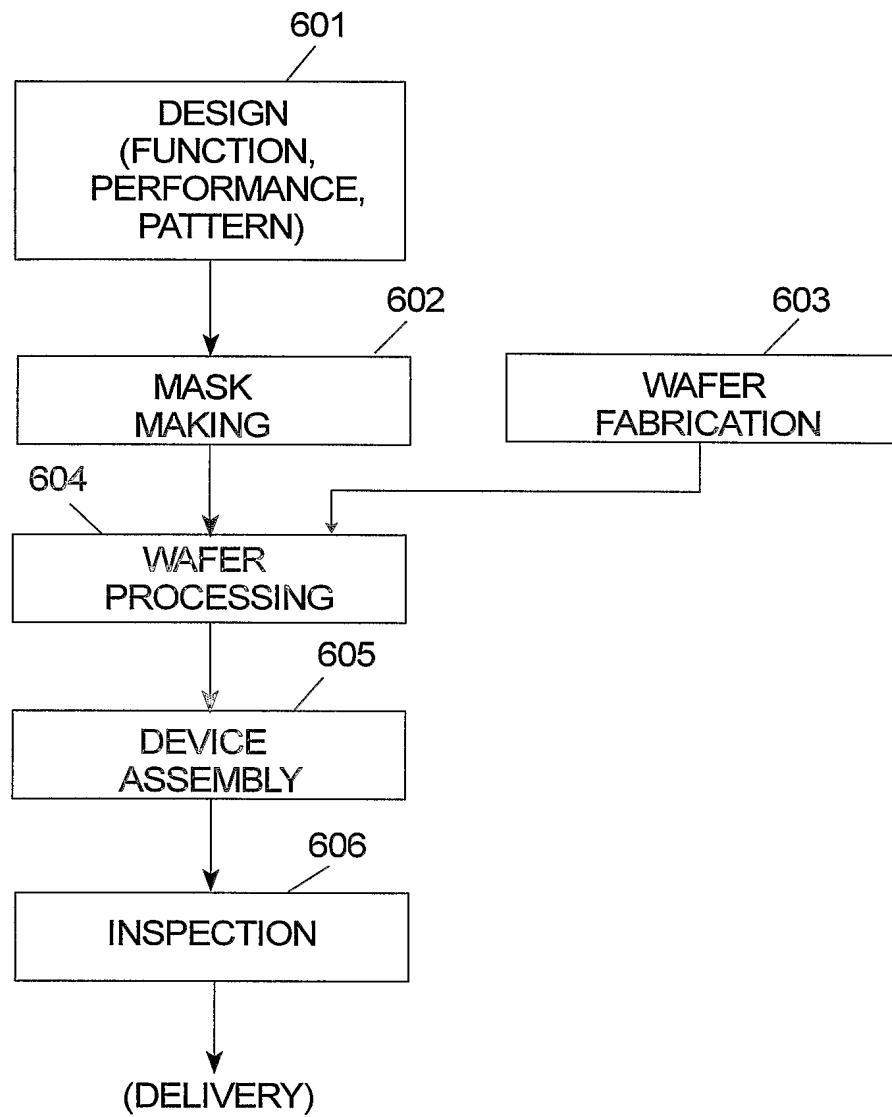 601
DESIGN
(FUNCTION,
PERFORMANCE,
PATTERN)
602
MASK
MAKING
603
WAFER
FABRICATION
604
WAFER
PROCESSING
605
DEVICE
ASSEMBLY
606
INSPECTION
(DELIVERY)